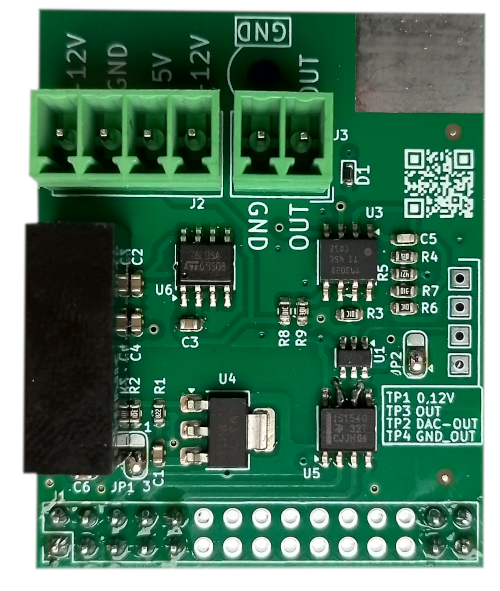 GND
12V
GND
5V
12V
OUT
J3
J2
D1
GND
OUT
U3
C5
R4
R5
R7
R6
C2
U6
C3
R8
R9
R3
U1
JP2
C4
R2
R1
U4
TP1 0,12V
TP3 OUT
TP2 DAC-OUT
TP4 GND_OUT
U5
C1
C6
JP1
3
1
J1